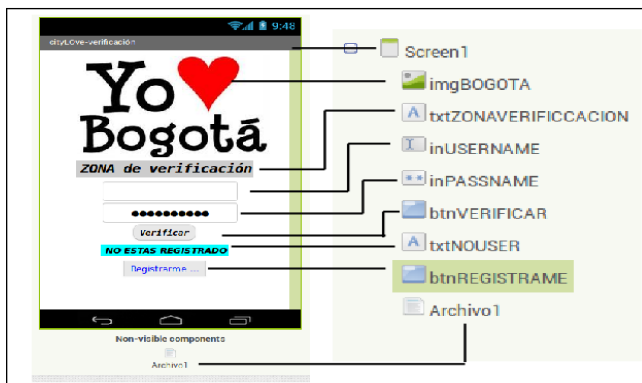 9:48
cityLOve-verificación
Yo
Bogotá
ZONA de verificación
Verificar
NO ESTAS REGISTRADO
Registrarme ...
Non-visible components
Archivo1
Screen1
imgBOGOTA
txtZONAVERIFICCACION
inUSERNAME
inPASSNAME
btnVERIFICAR
txtNOUSER
btnREGISTRAME
Archivo1